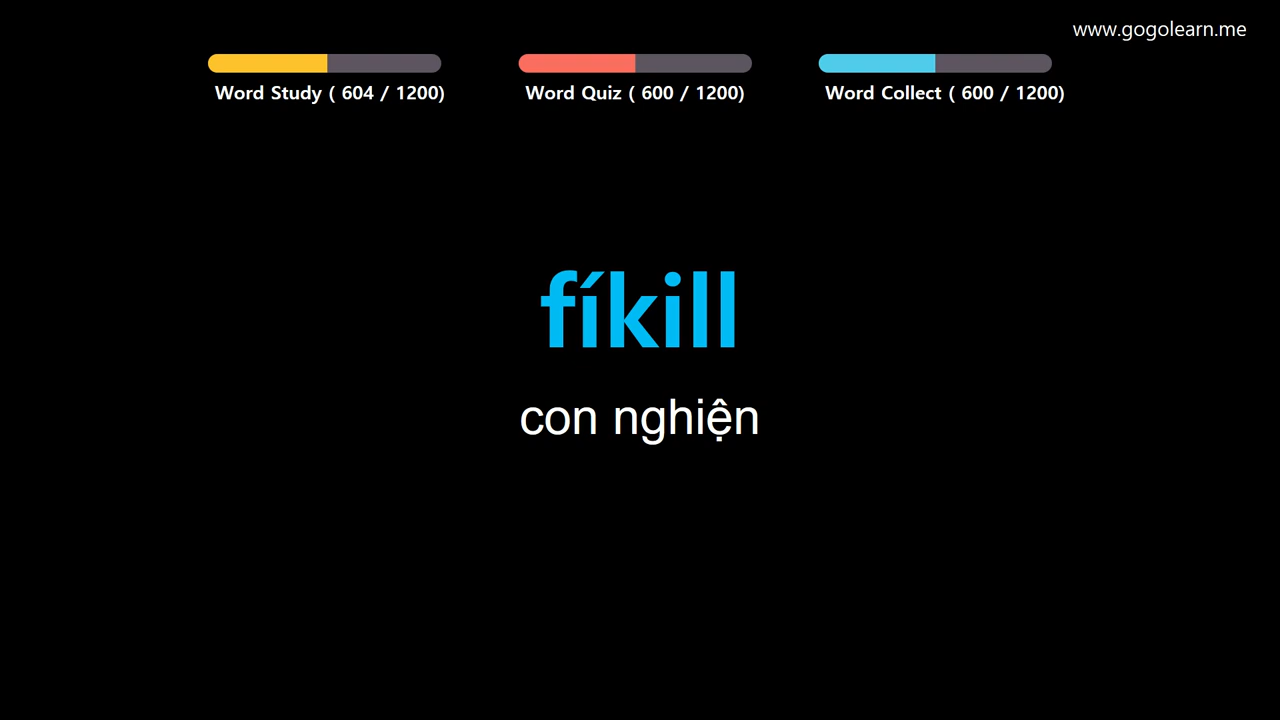 www.gogolearn.me
Word Study ( 604 / 1200)
Word Quiz ( 600 / 1200)
Word Collect ( 600 / 1200)
fíkill
con nghiện